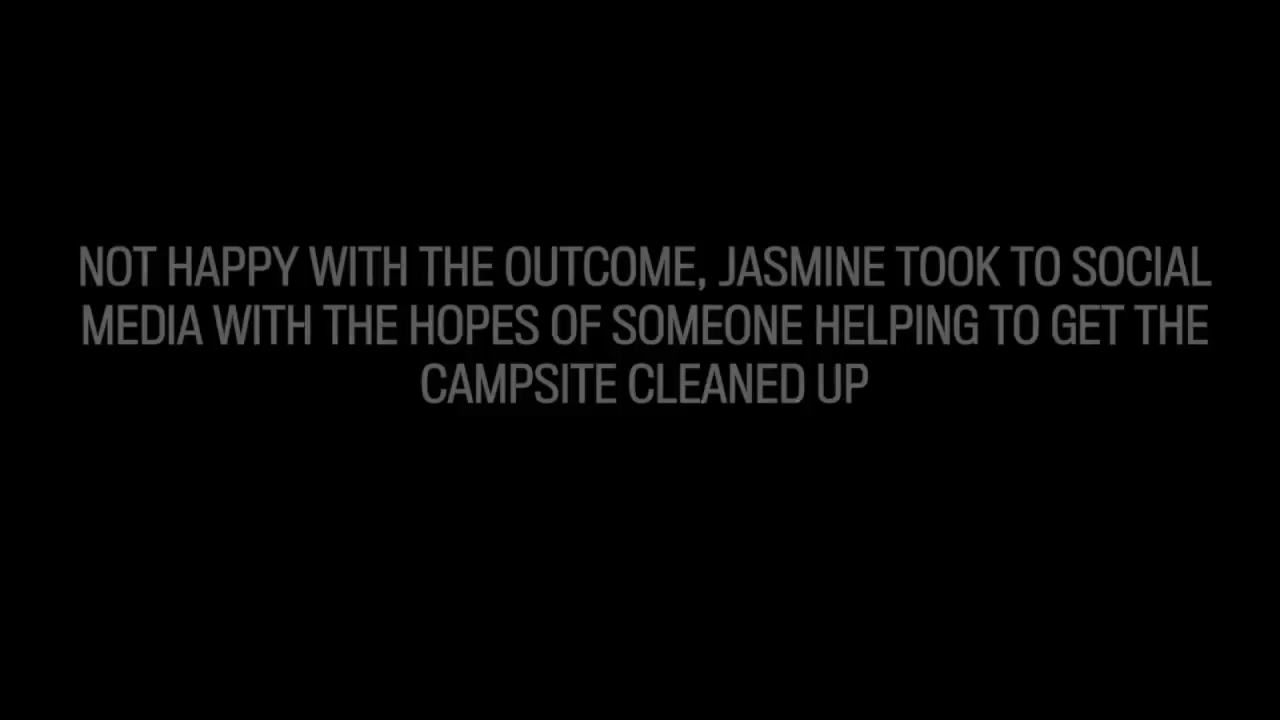 NOT HAPPY WITH THE OUTCOME, JASMINE TOOK TO SOCIAL
MEDIA WITH THE HOPES OF SOMEONE HELPING TO GET THE
CAMPSITE CLEANED UP